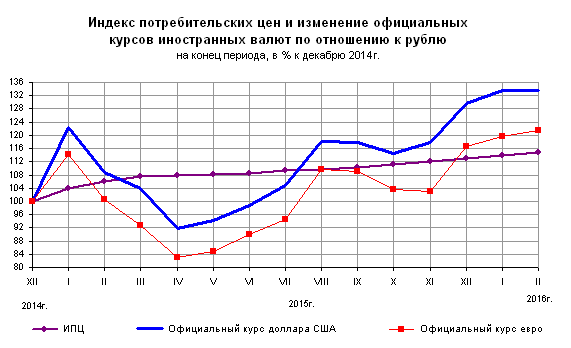 Индекс потребительских цен и изменение официальных
курсов иностранных валют по отношению к рублю
на конец периода, в % к декабрю 2014г.
136
132
128
124
120
116
112
108
104
100
96
92
88
84
80
XII I II III IV V VI VII VIII IX X XI XII I II
2014г. 2015г. 2016г.
ИПЦ Официальный курс доллара США Официальный курс евро